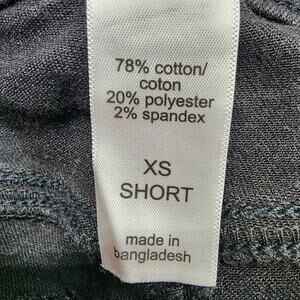 78% cotton/
coton
20% polyester
2% spandex
XS
SHORT
made in
bangladesh